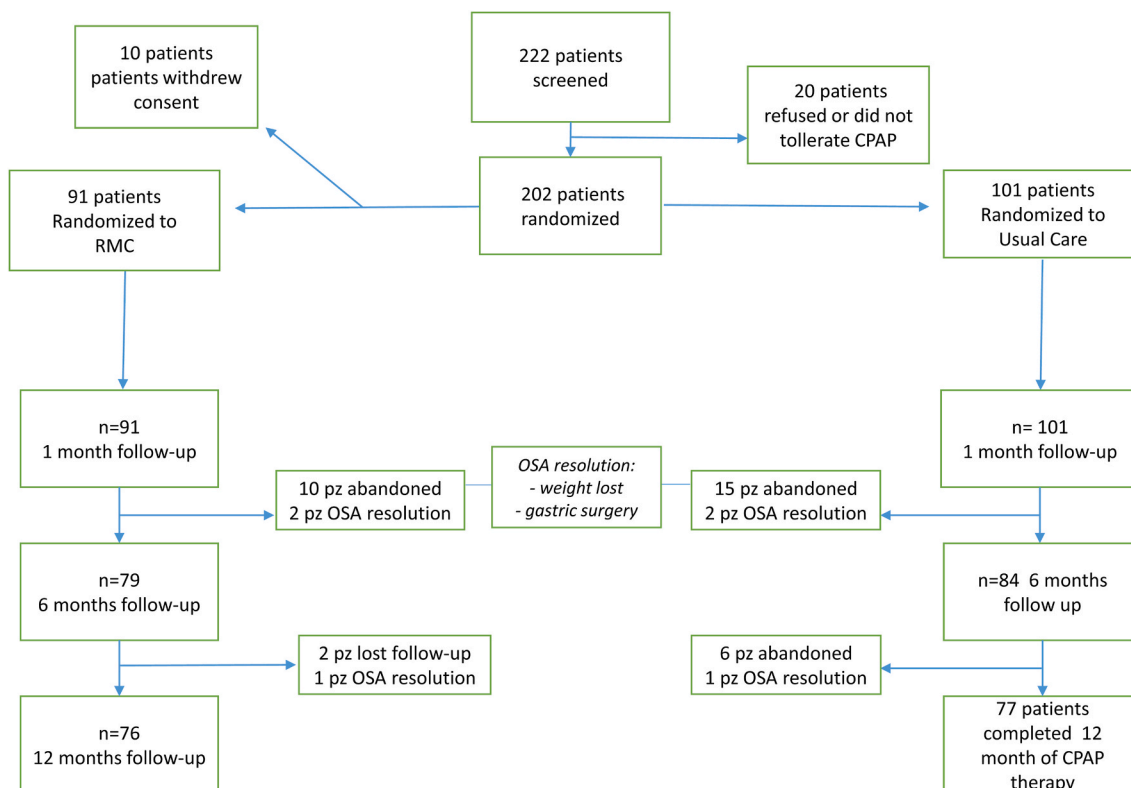 10 patients
patients withdrew
consent
222 patients
screened
20 patients
refused or did not
tollerate CPAP
91 patients
Randomized to
RMC
202 patients
randomized
101 patients
Randomized to
Usual Care
n=91
1 month follow-up
n= 101
1 month follow-up
10 pz abandoned
2 pz OSA resolution
OSA resolution:
- weight lost
- gastric surgery
15 pz abandoned
2 pz OSA resolution
n=79
6 months follow-up
n=84 6 months
follow up
2 pz lost follow-up
1 pz OSA resolution
6 pz abandoned
1 pz OSA resolution
n=76
12 months follow-up
77 patients
completed 12
month of CPAP
therapy